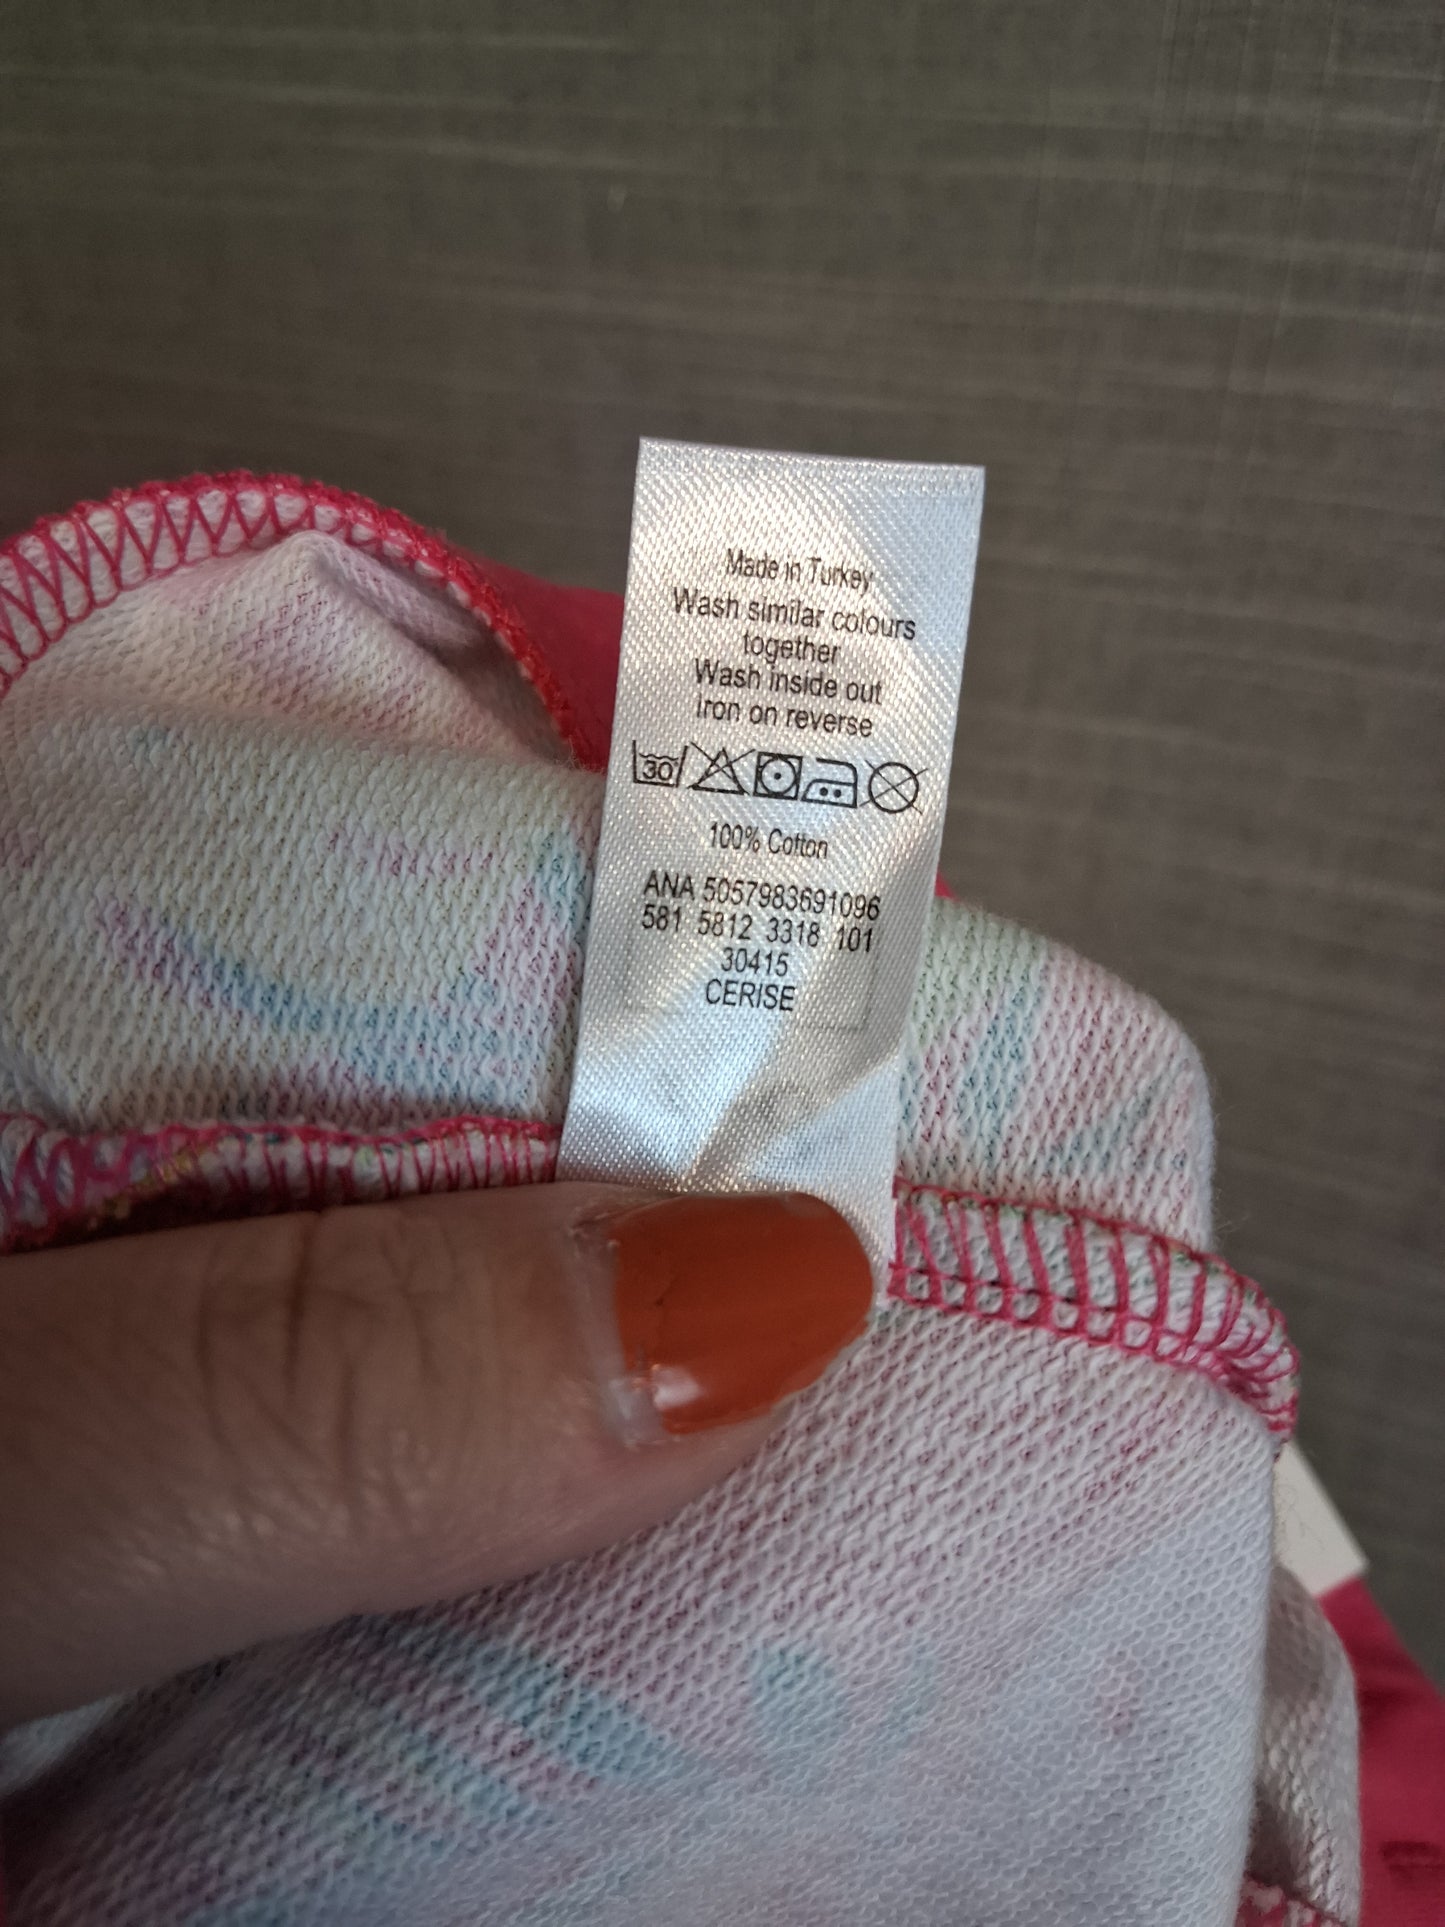 Made in Turkey
Wash similar colours
together
Wash inside out
Iron on reverse
30°
100% Cotton
ANA 5057983691096
581 5812 3318 101
30415
CERISE